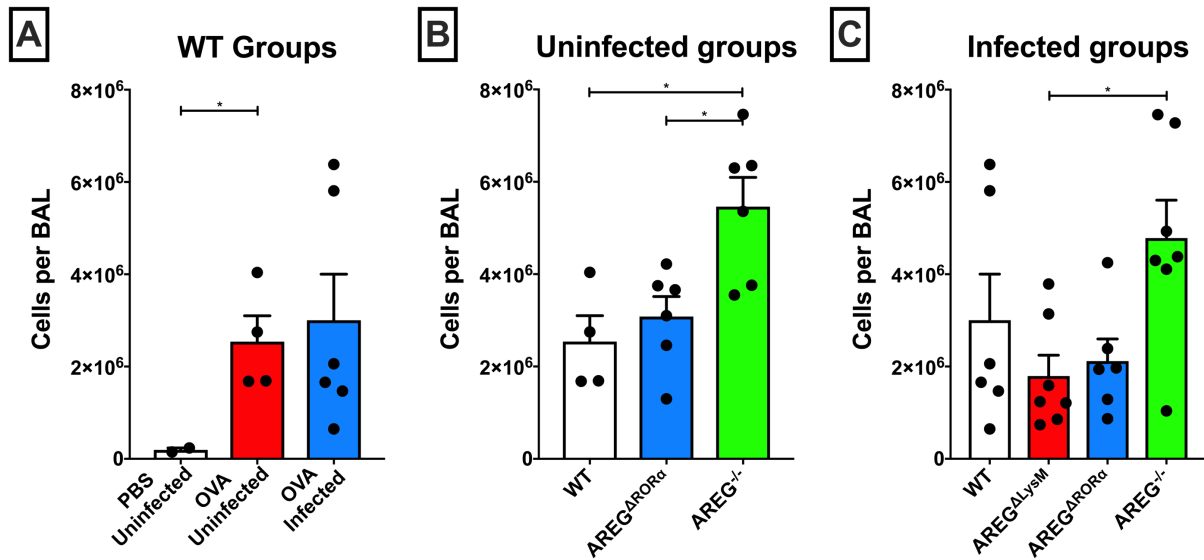 A
WT Groups
Cells per BAL
8×10⁶
6×10⁶
4×10⁶
2×10⁶
0
*
PBS
Uninfected
OVA
Uninfected
OVA
Infected
B
Uninfected groups
Cells per BAL
8×10⁶
6×10⁶
4×10⁶
2×10⁶
0
*
*
WT
AREG^ΔRORα
AREG^-/-
C
Infected groups
Cells per BAL
8×10⁶
6×10⁶
4×10⁶
2×10⁶
0
*
WT
AREG^ΔLysM
AREG^ΔRORα
AREG^-/-